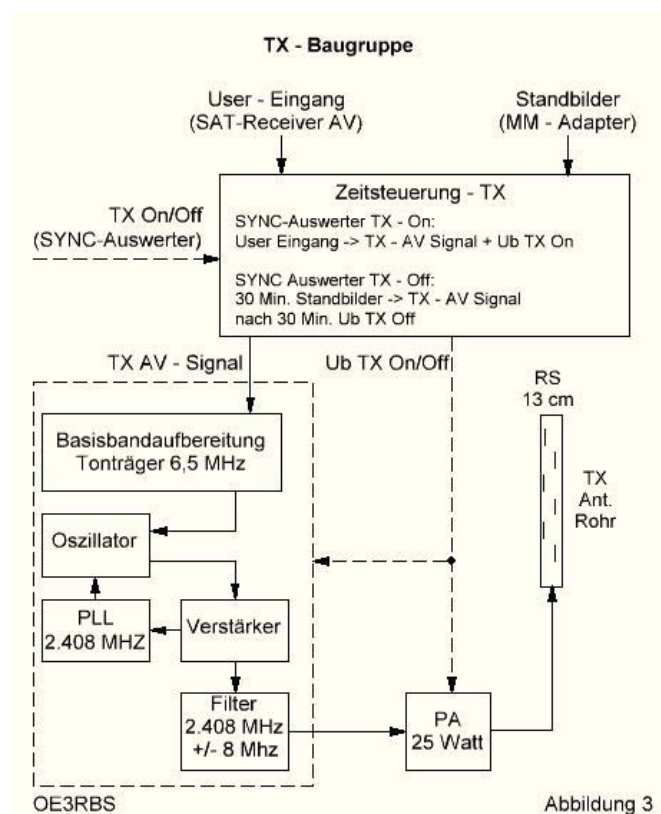 TX - Baugruppe
User - Eingang
(SAT-Receiver AV)
Standbilder
(MM - Adapter)
Zeitsteuerung - TX
TX On/Off
(SYNC-Auswerter)
SYNC-Auswerter TX - On:
User Eingang -> TX - AV Signal + Ub TX On
SYNC Auswerter TX - Off:
30 Min. Standbilder -> TX - AV Signal
nach 30 Min. Ub TX Off
TX AV - Signal
Ub TX On/Off
RS
13 cm
Basisbandaufbereitung
Tonträger 6,5 MHz
TX
Ant.
Rohr
Oszillator
PLL
2.408 MHZ
Verstärker
Filter
2.408 MHz
+/- 8 Mhz
PA
25 Watt
OE3RBS
Abbildung 3